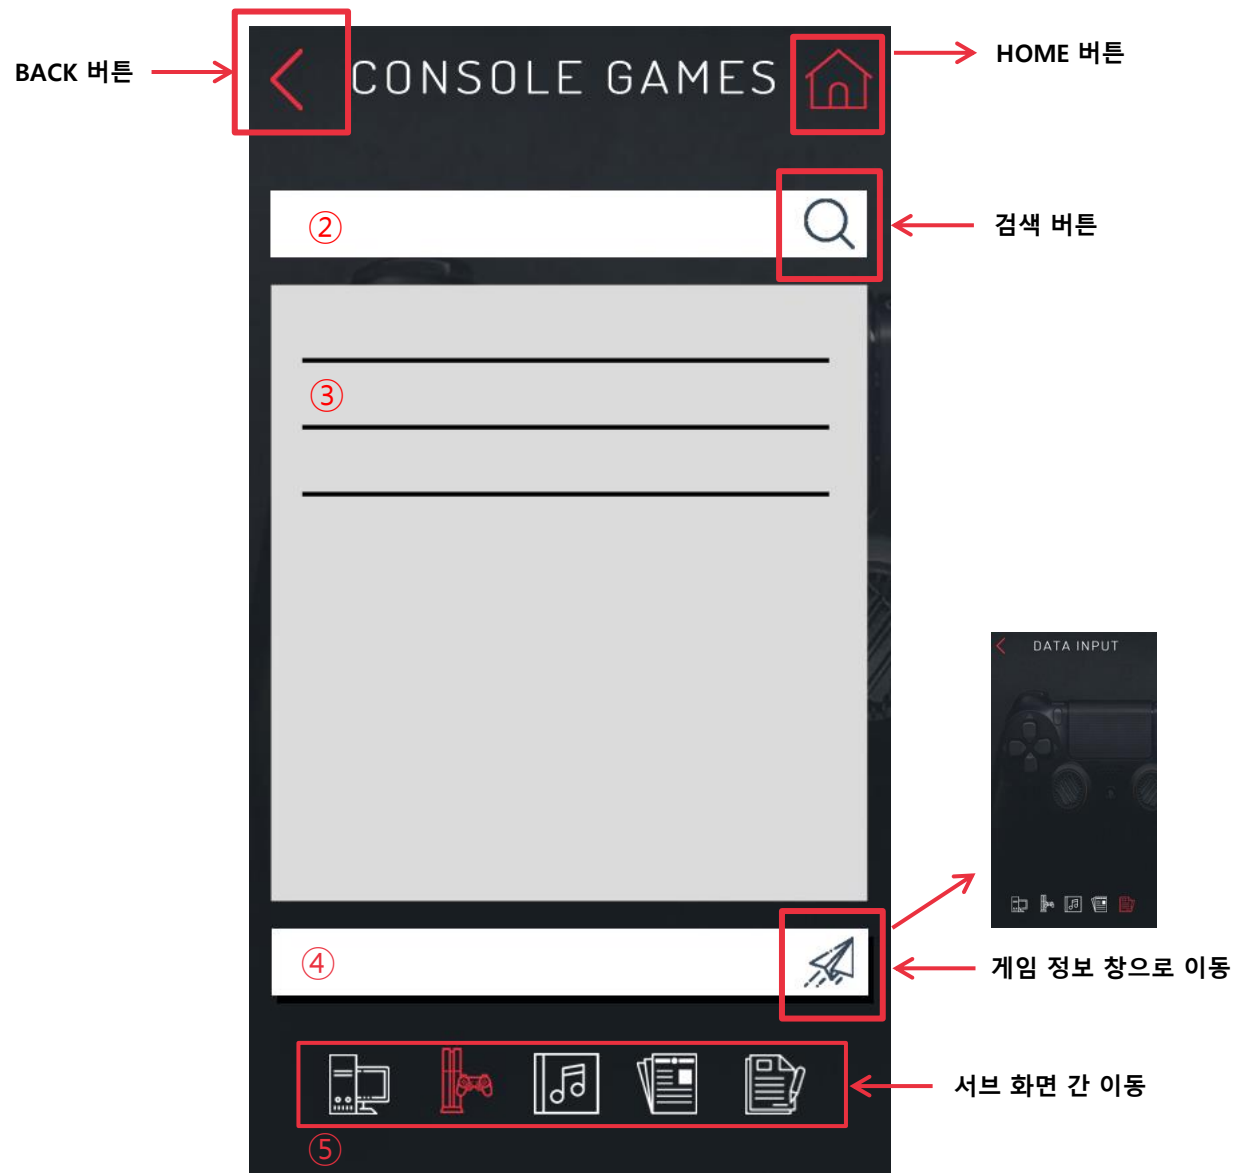 BACK 버튼
CONSOLE GAMES
HOME 버튼
②
검색 버튼
③
DATA INPUT
④
게임 정보 창으로 이동
서브 화면 간 이동
⑤